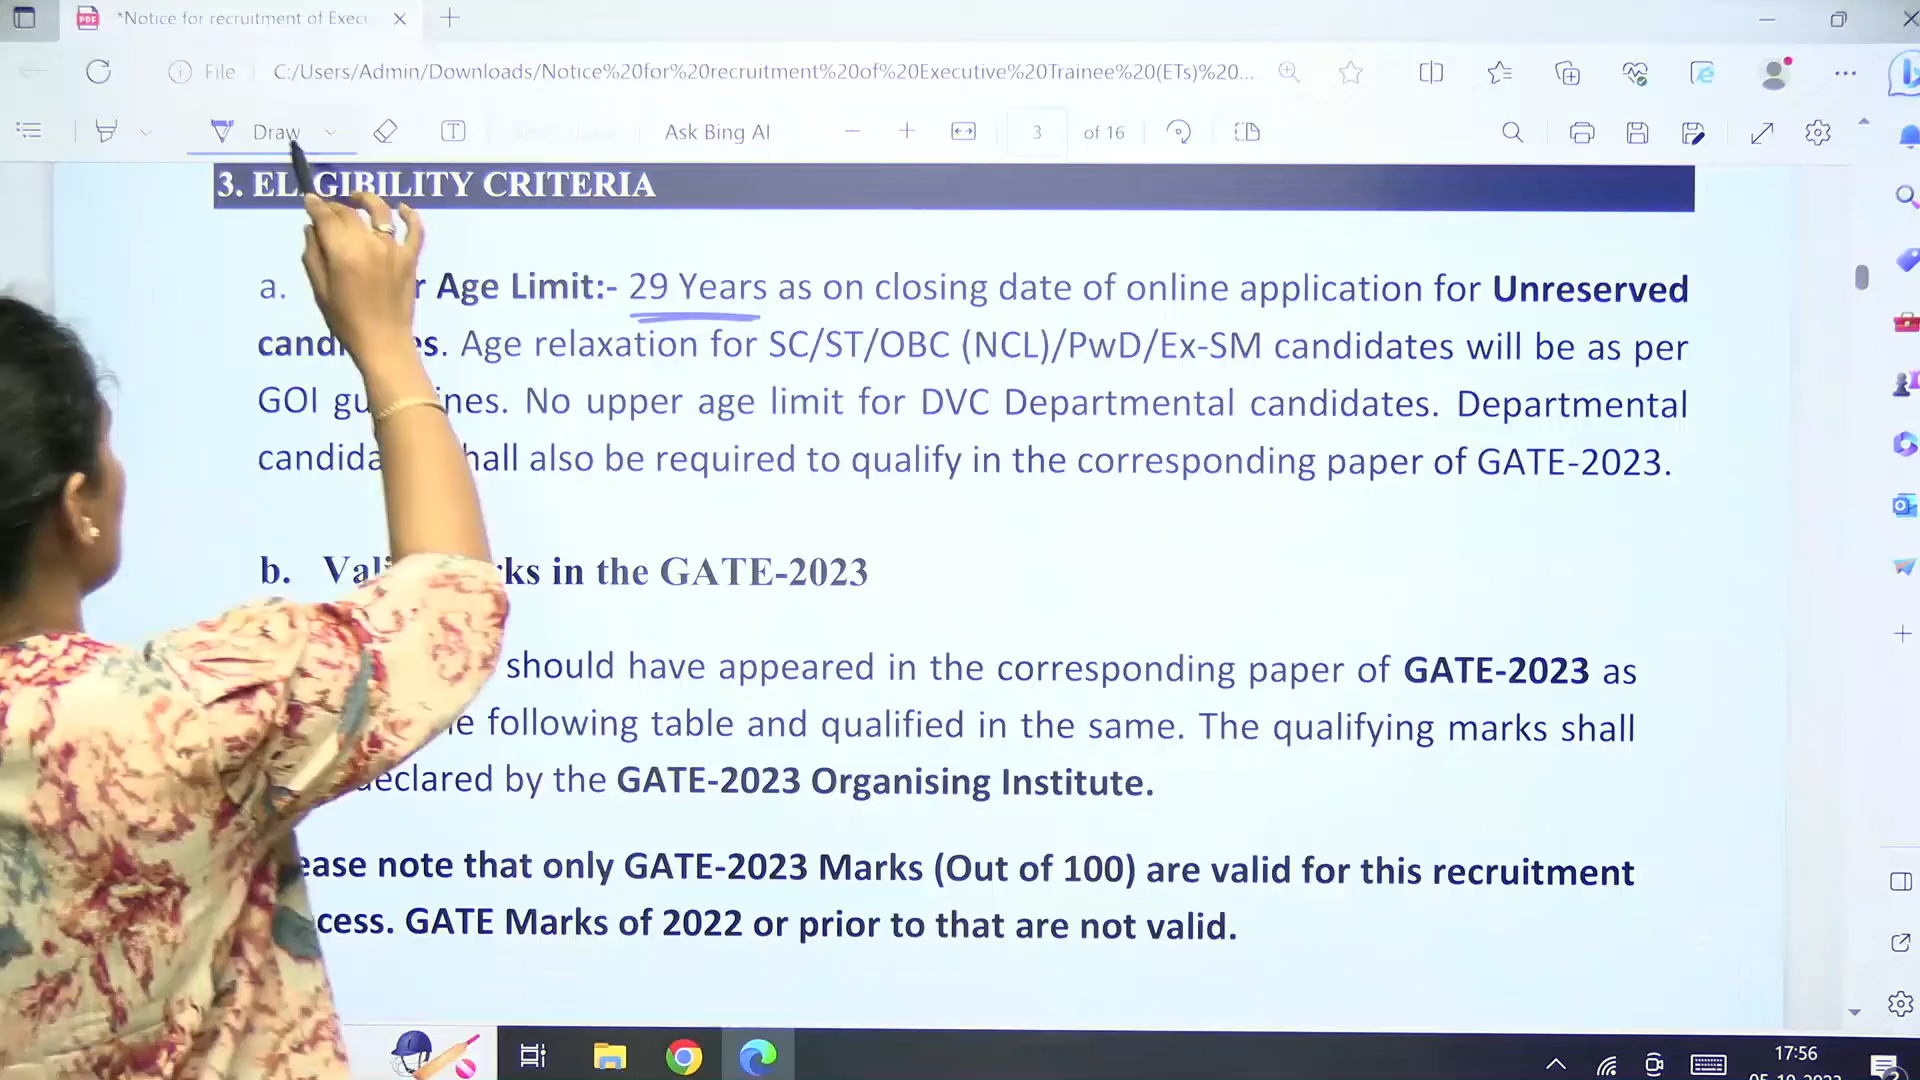 *Notice for recruitment of Exec
File
C:/Users/Admin/Downloads/Notice%20for%20recruitment%20of%20Executive%20Trainee%20(ETs)%20...
Draw
Ask Bing AI
3 of 16
3. ELIGIBILITY CRITERIA
a. r Age Limit:- 29 Years as on closing date of online application for Unreserved
cand s. Age relaxation for SC/ST/OBC (NCL)/PwD/Ex-SM candidates will be as per
GOI gu ines. No upper age limit for DVC Departmental candidates. Departmental
candida hall also be required to qualify in the corresponding paper of GATE-2023.
b. Vali ks in the GATE-2023
should have appeared in the corresponding paper of GATE-2023 as
e following table and qualified in the same. The qualifying marks shall
declared by the GATE-2023 Organising Institute.
ease note that only GATE-2023 Marks (Out of 100) are valid for this recruitment
cess. GATE Marks of 2022 or prior to that are not valid.
17:56